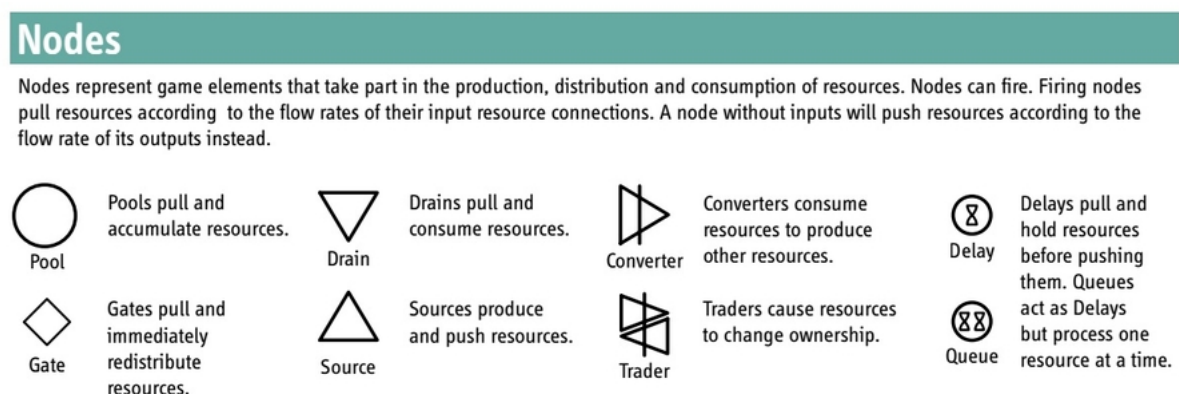 Nodes
Nodes represent game elements that take part in the production, distribution and consumption of resources. Nodes can fire. Firing nodes
pull resources according to the flow rates of their input resource connections. A node without inputs will push resources according to the
flow rate of its outputs instead.
Pools pull and
accumulate resources.
Pool
Drains pull and
consume resources.
Drain
Converters consume
resources to produce
other resources.
Converter
Delays pull and
hold resources
before pushing
them. Queues
act as Delays
but process one
resource at a time.
Delay
Gates pull and
immediately
redistribute
resources.
Gate
Sources produce
and push resources.
Source
Traders cause resources
to change ownership.
Trader
Queue